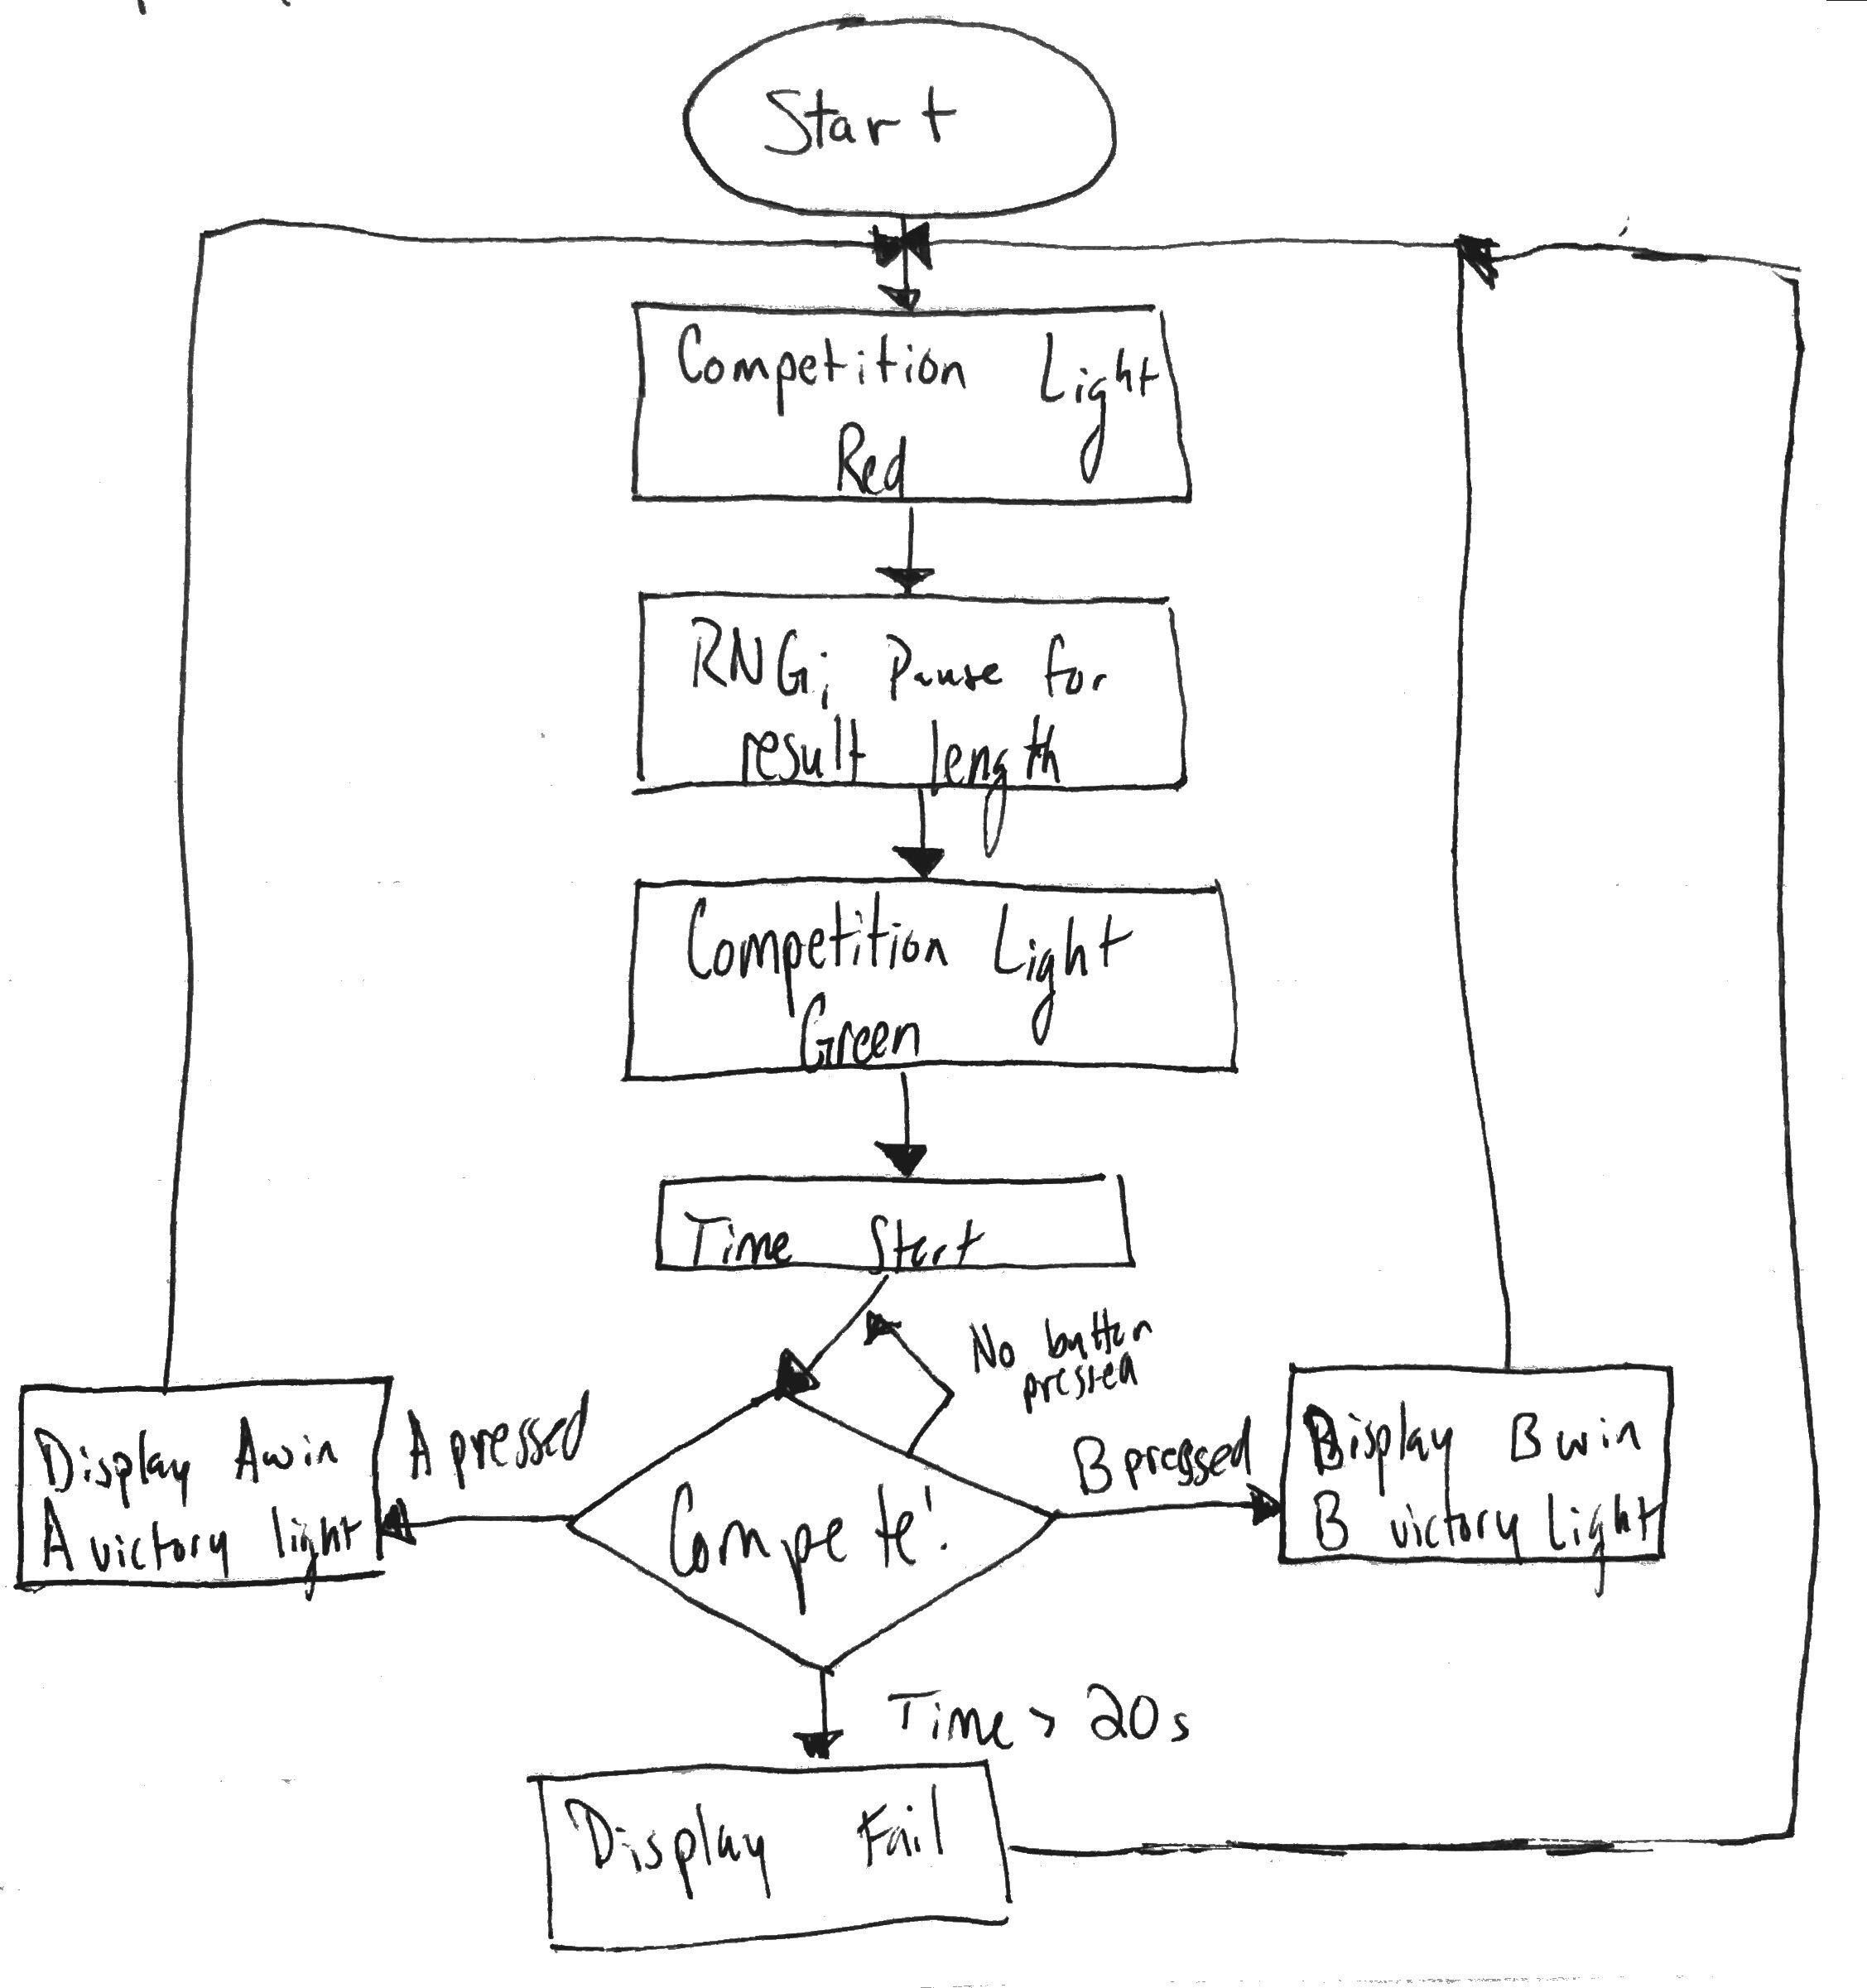 Start
Competition Light
Red
RNG; Pause for
result length
Competition Light
Green
Time Start
No button
pressed
Display A win
A victory light
A pressed
Compete!
B pressed
Display B win
B victory light
Time > 20s
Display Fail